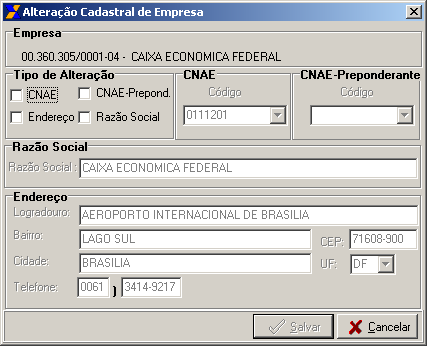 Alteração Cadastral de Empresa
Empresa
00.360.305/0001-04 - CAIXA ECONOMICA FEDERAL
Tipo de Alteração
CNAE
CNAE-Prepond.
Endereço
Razão Social
CNAE
Código
0111201
CNAE-Preponderante
Código
Razão Social
Razão Social: CAIXA ECONOMICA FEDERAL
Endereço
Logradouro: AEROPORTO INTERNACIONAL DE BRASILIA
Bairro: LAGO SUL CEP: 71608-900
Cidade: BRASILIA UF: DF
Telefone: 0061 ) 3414-9217
Salvar Cancelar